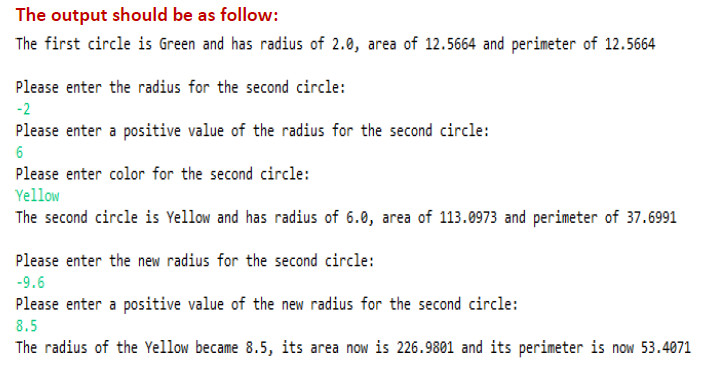 The output should be as follow:
The first circle is Green and has radius of 2.0, area of 12.5664 and perimeter of 12.5664
Please enter the radius for the second circle:
-2
Please enter a positive value of the radius for the second circle:
6
Please enter color for the second circle:
Yellow
The second circle is Yellow and has radius of 6.0, area of 113.0973 and perimeter of 37.6991
Please enter the new radius for the second circle:
-9.6
Please enter a positive value of the new radius for the second circle:
8.5
The radius of the Yellow became 8.5, its area now is 226.9801 and its perimeter is now 53.4071